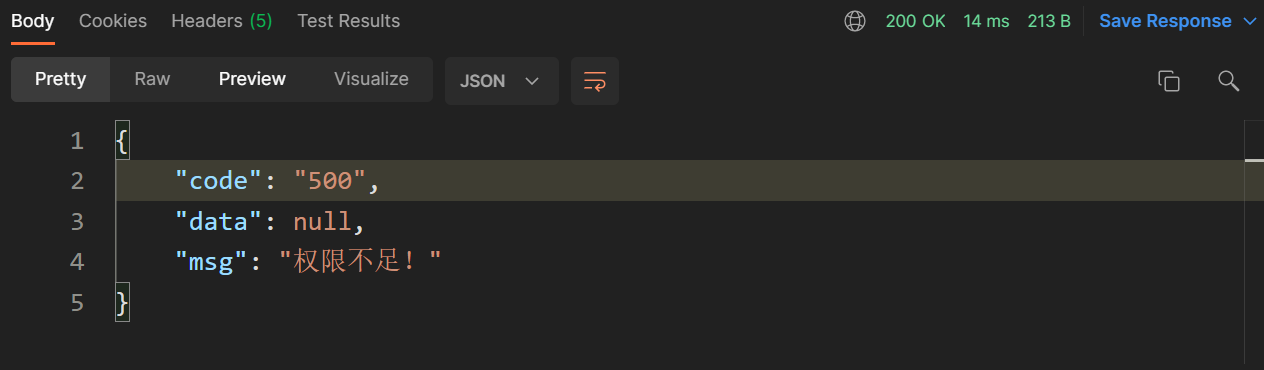 Body Cookies Headers (5) Test Results 200 OK 14 ms 213 B Save Response
Pretty Raw Preview Visualize JSON
1 {
2 "code": "500",
3 "data": null,
4 "msg": "权限不足！"
5 }